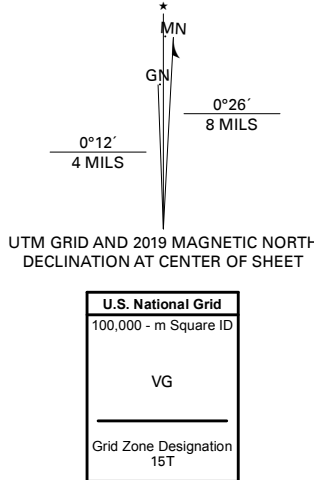 ★
MN
GN
0°26´
8 MILS
0°12´
4 MILS
UTM GRID AND 2019 MAGNETIC NORTH
DECLINATION AT CENTER OF SHEET
U.S. National Grid
100,000 - m Square ID
VG
Grid Zone Designation
15T